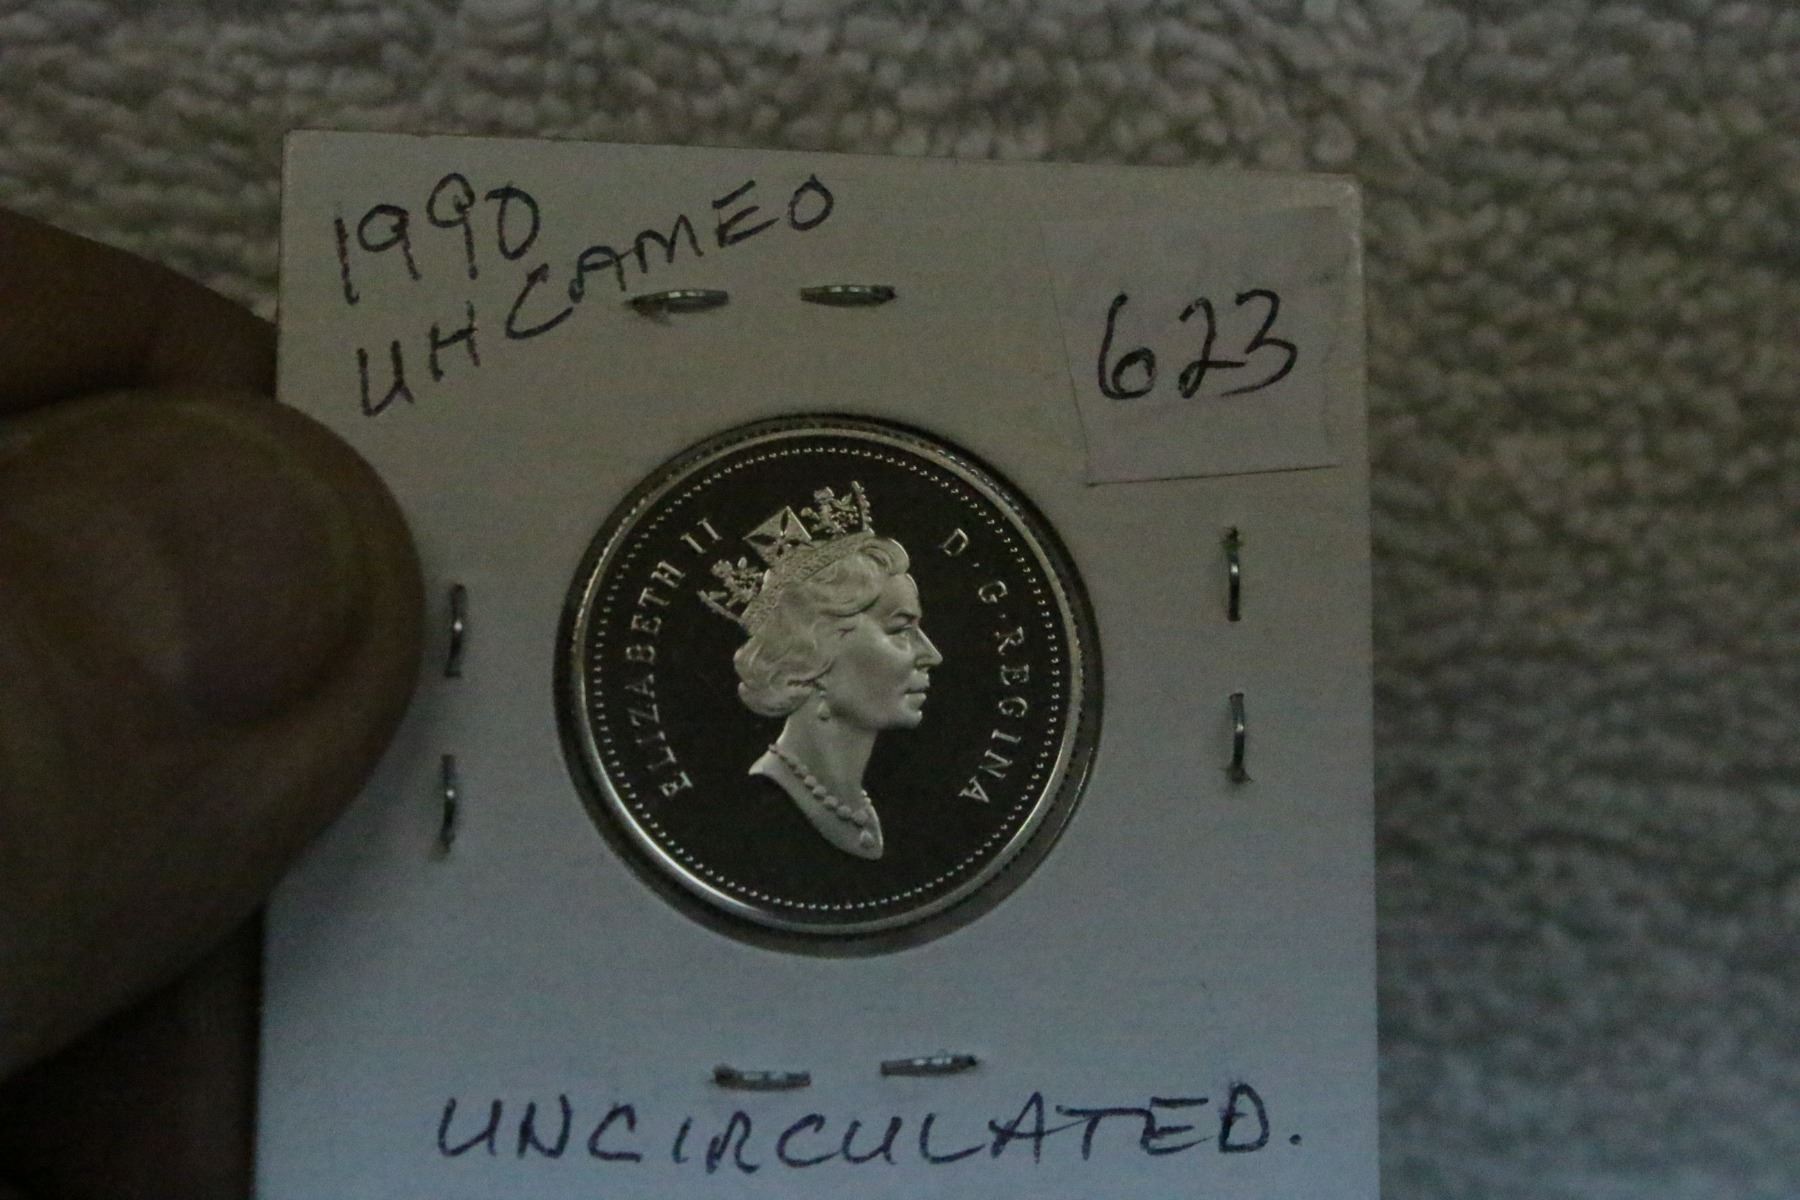 1990
UHCAMEO
623
ELIZABETH II D·G·REGINA
UNCIRCULATED.